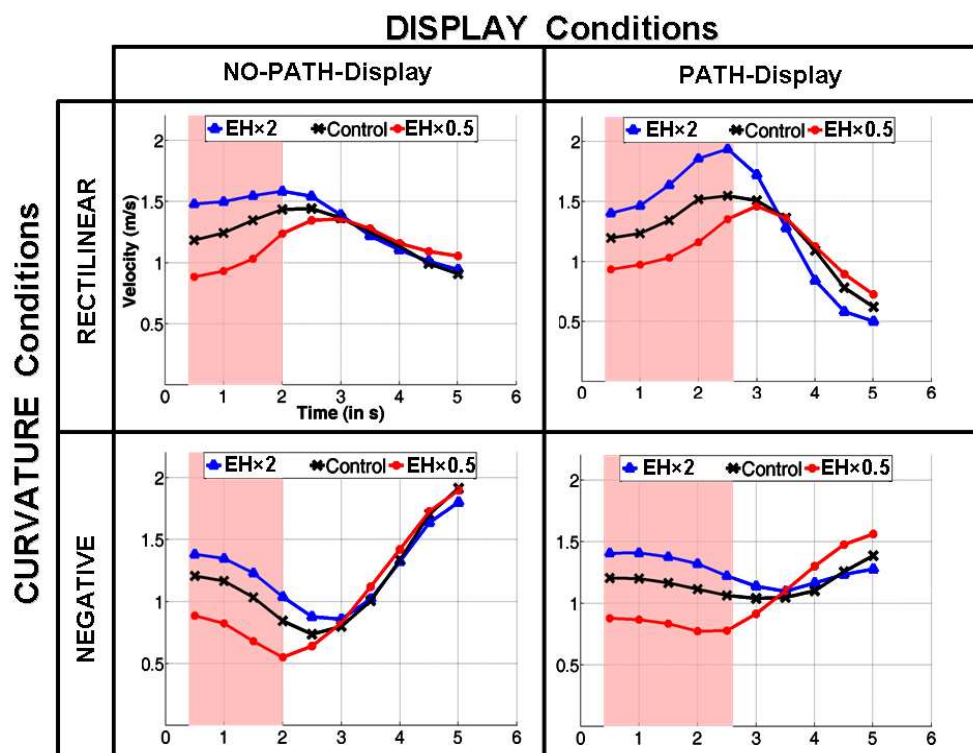 DISPLAY Conditions
NO-PATH-Display
PATH-Display
CURVATURE Conditions
RECTILINEAR
EH×2 Control EH×0.5
Velocity (m/s)
2
1.5
1
0.5
0 1 2 3 4 5 6
Time (in s)
EH×2 Control EH×0.5
2
1.5
1
0.5
0 1 2 3 4 5 6
NEGATIVE
EH×2 Control EH×0.5
2
1.5
1
0.5
0 1 2 3 4 5 6
EH×2 Control EH×0.5
2
1.5
1
0.5
0 1 2 3 4 5 6